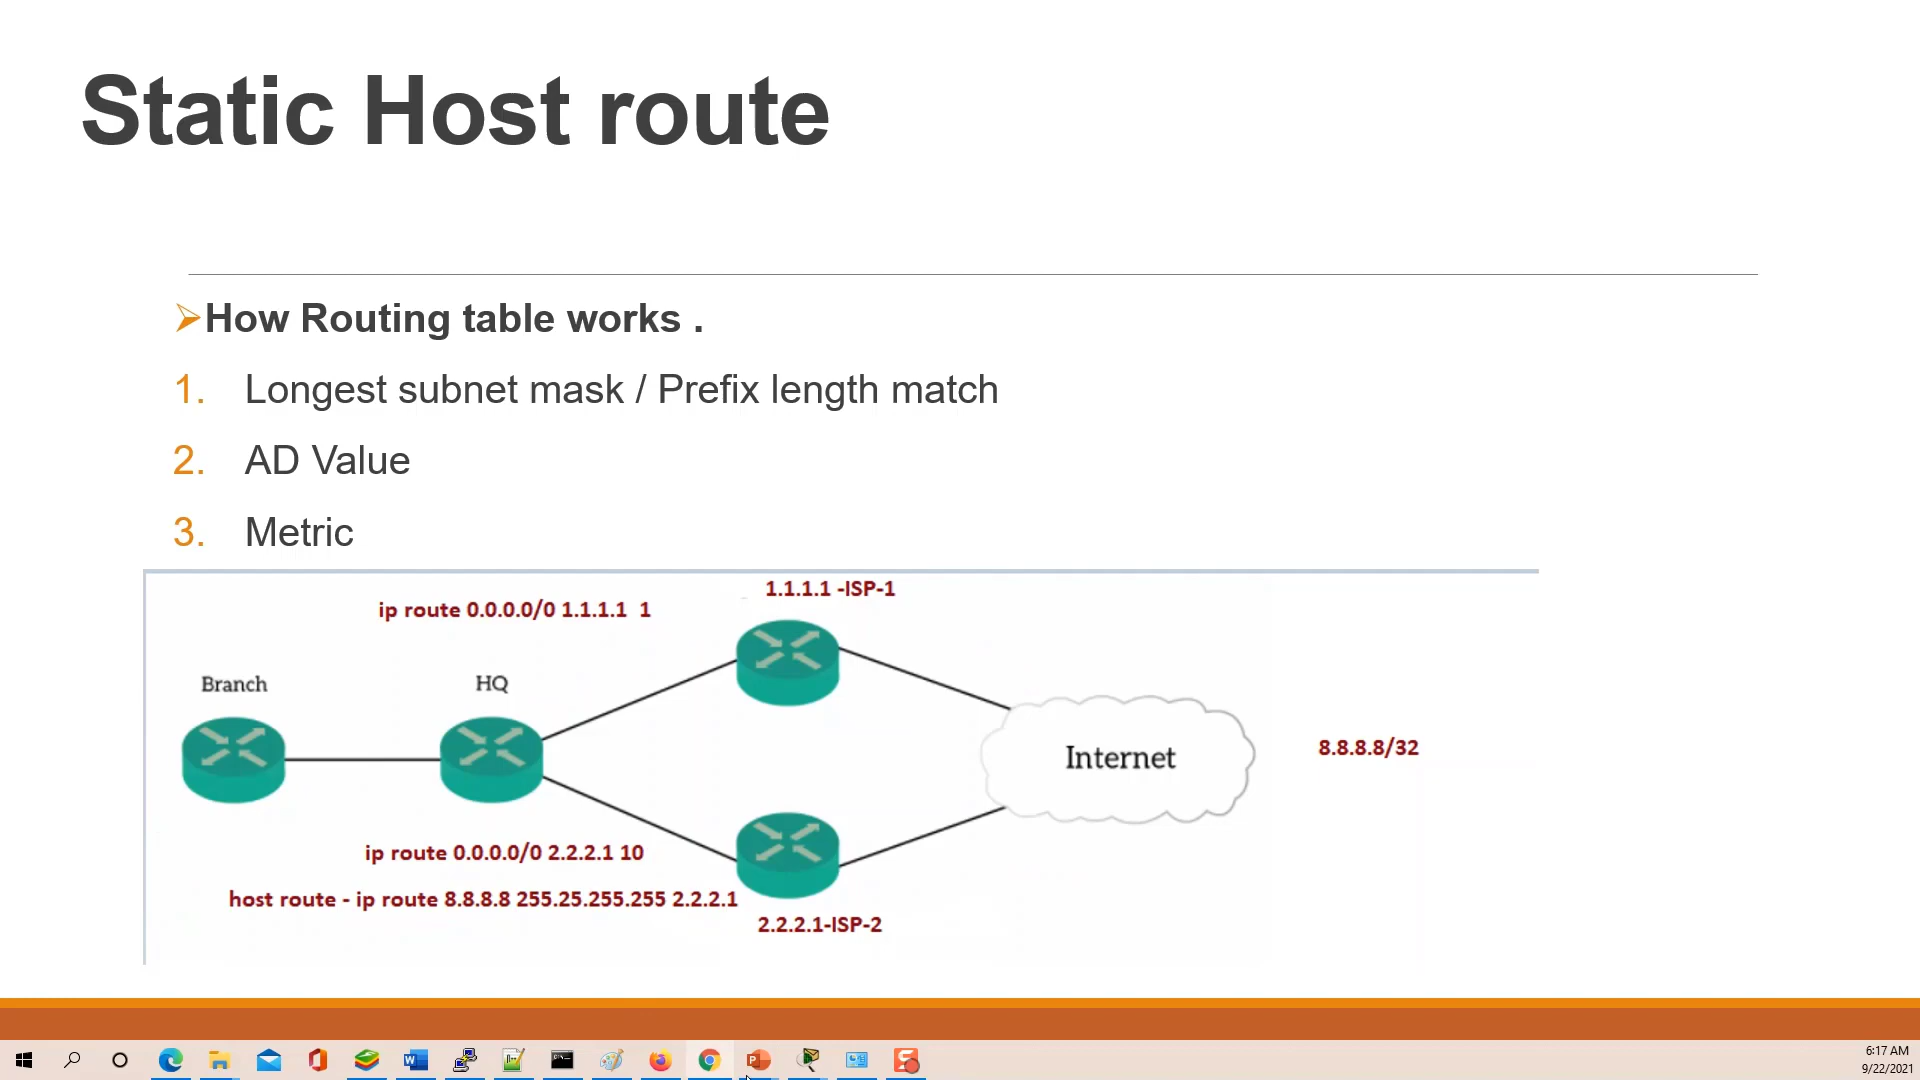 Static Host route
➢How Routing table works .
1. Longest subnet mask / Prefix length match
2. AD Value
3. Metric
1.1.1.1 -ISP-1
ip route 0.0.0.0/0 1.1.1.1 1
Branch
HQ
Internet
8.8.8.8/32
ip route 0.0.0.0/0 2.2.2.1 10
host route - ip route 8.8.8.8 255.25.255.255 2.2.2.1
2.2.2.1-ISP-2
6:17 AM
9/22/2021